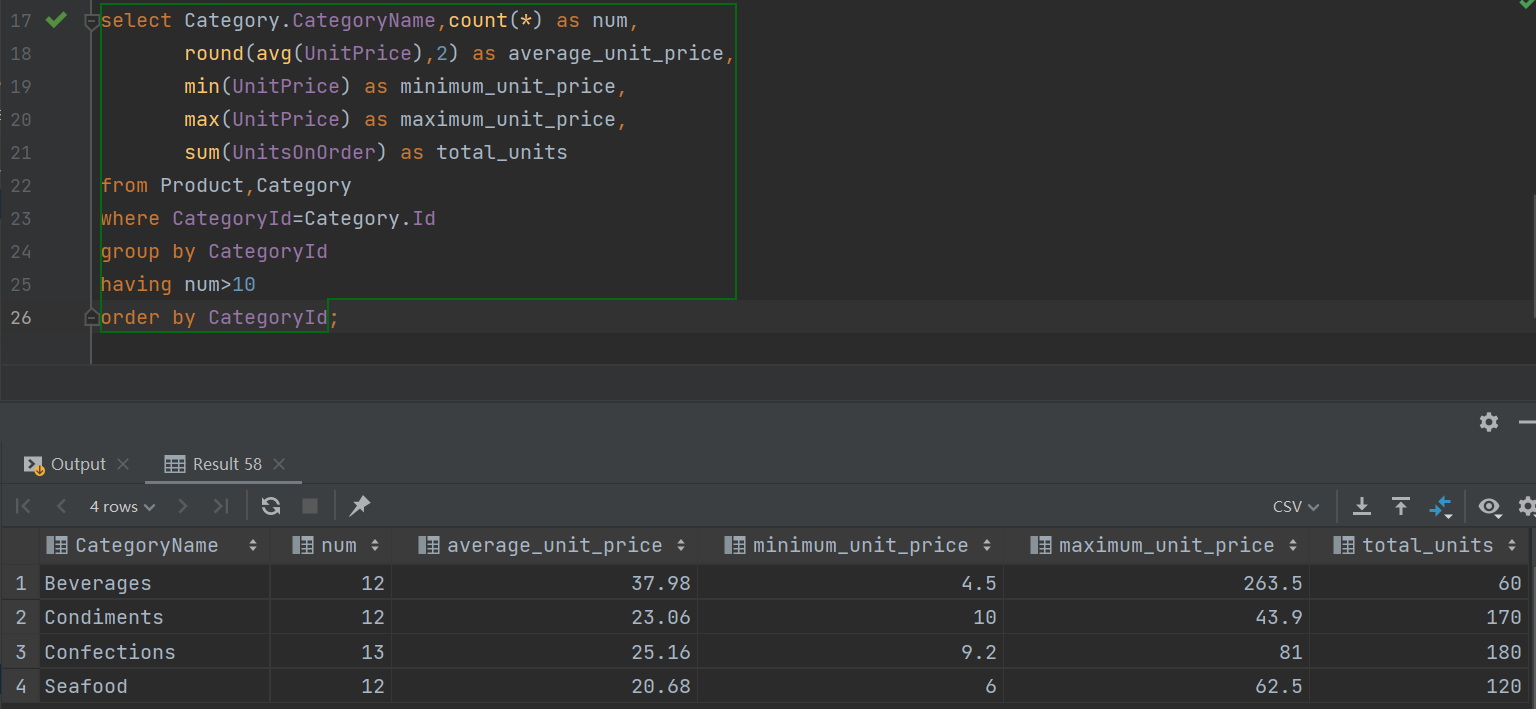 17 select Category.CategoryName,count(*) as num,
18 round(avg(UnitPrice),2) as average_unit_price,
19 min(UnitPrice) as minimum_unit_price,
20 max(UnitPrice) as maximum_unit_price,
21 sum(UnitsOnOrder) as total_units
22 from Product,Category
23 where CategoryId=Category.Id
24 group by CategoryId
25 having num>10
26 order by CategoryId;
Output Result 58
4 rows CSV
CategoryName num average_unit_price minimum_unit_price maximum_unit_price total_units
1 Beverages 12 37.98 4.5 263.5 60
2 Condiments 12 23.06 10 43.9 170
3 Confections 13 25.16 9.2 81 180
4 Seafood 12 20.68 6 62.5 120